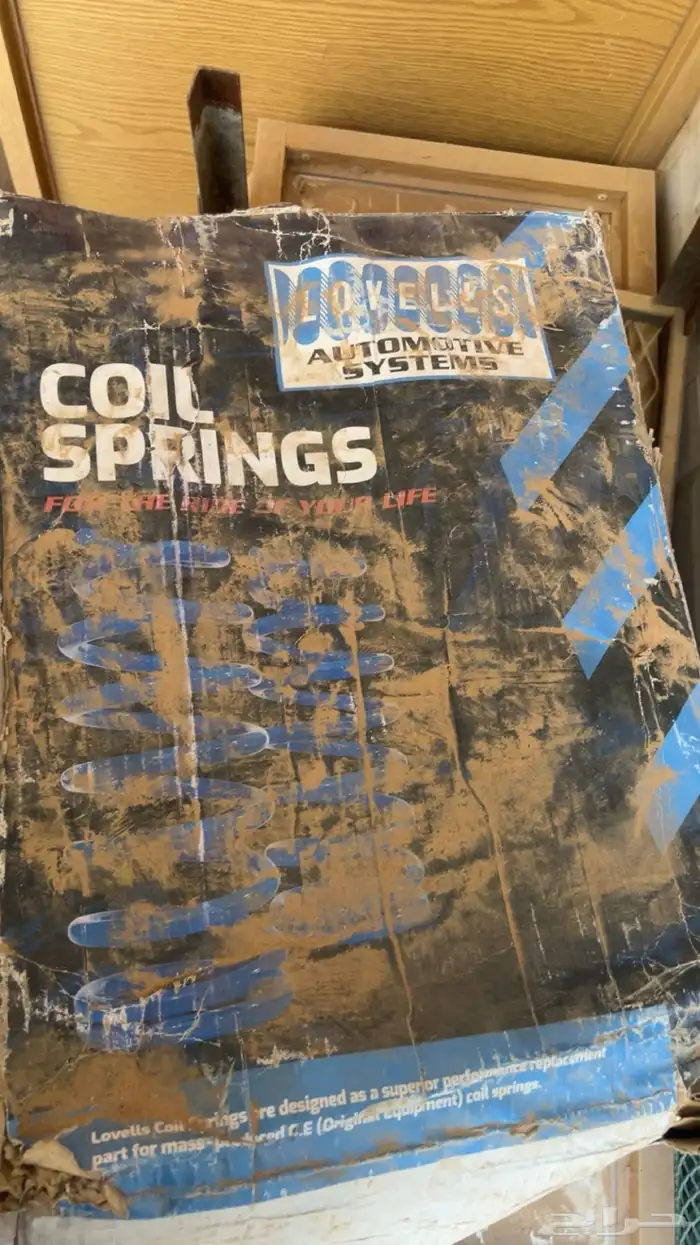 LOVELLS
AUTOMOTIVE
SYSTEMS
COIL
SPRINGS
FOR THE RIDE OF YOUR LIFE
Lovells Coil Springs are designed as a superior performance replacement
part for mass-produced O.E (Original Equipment) coil springs.
حراج